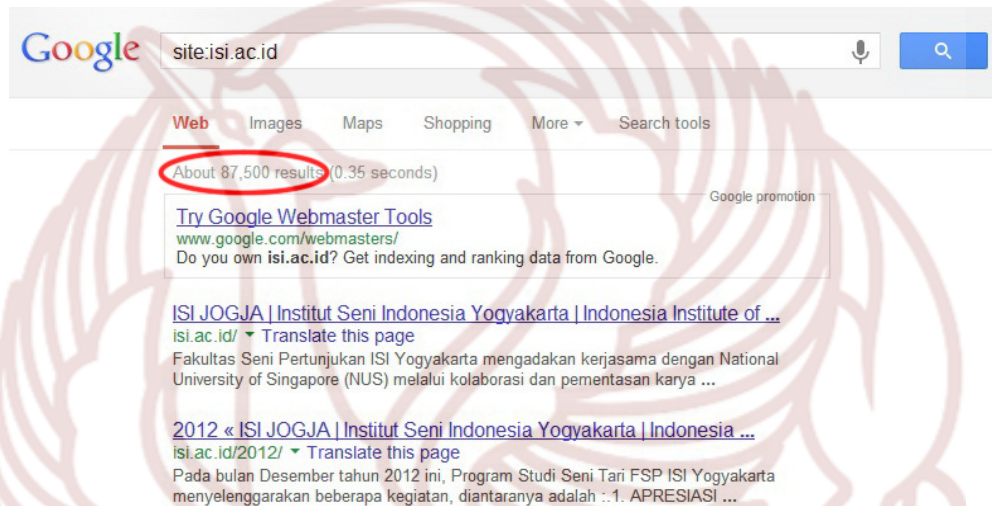 Google site:isi.ac.id
Web Images Maps Shopping More Search tools
About 87,500 results (0.35 seconds)
Google promotion
Try Google Webmaster Tools
www.google.com/webmasters/
Do you own isi.ac.id? Get indexing and ranking data from Google.
ISI JOGJA | Institut Seni Indonesia Yogyakarta | Indonesia Institute of ...
isi.ac.id/ Translate this page
Fakultas Seni Pertunjukan ISI Yogyakarta mengadakan kerjasama dengan National
University of Singapore (NUS) melalui kolaborasi dan pementasan karya ...
2012 « ISI JOGJA | Institut Seni Indonesia Yogyakarta | Indonesia ...
isi.ac.id/2012/ Translate this page
Pada bulan Desember tahun 2012 ini, Program Studi Seni Tari FSP ISI Yogyakarta
menyelenggarakan beberapa kegiatan, diantaranya adalah :.1. APRESIASI ...